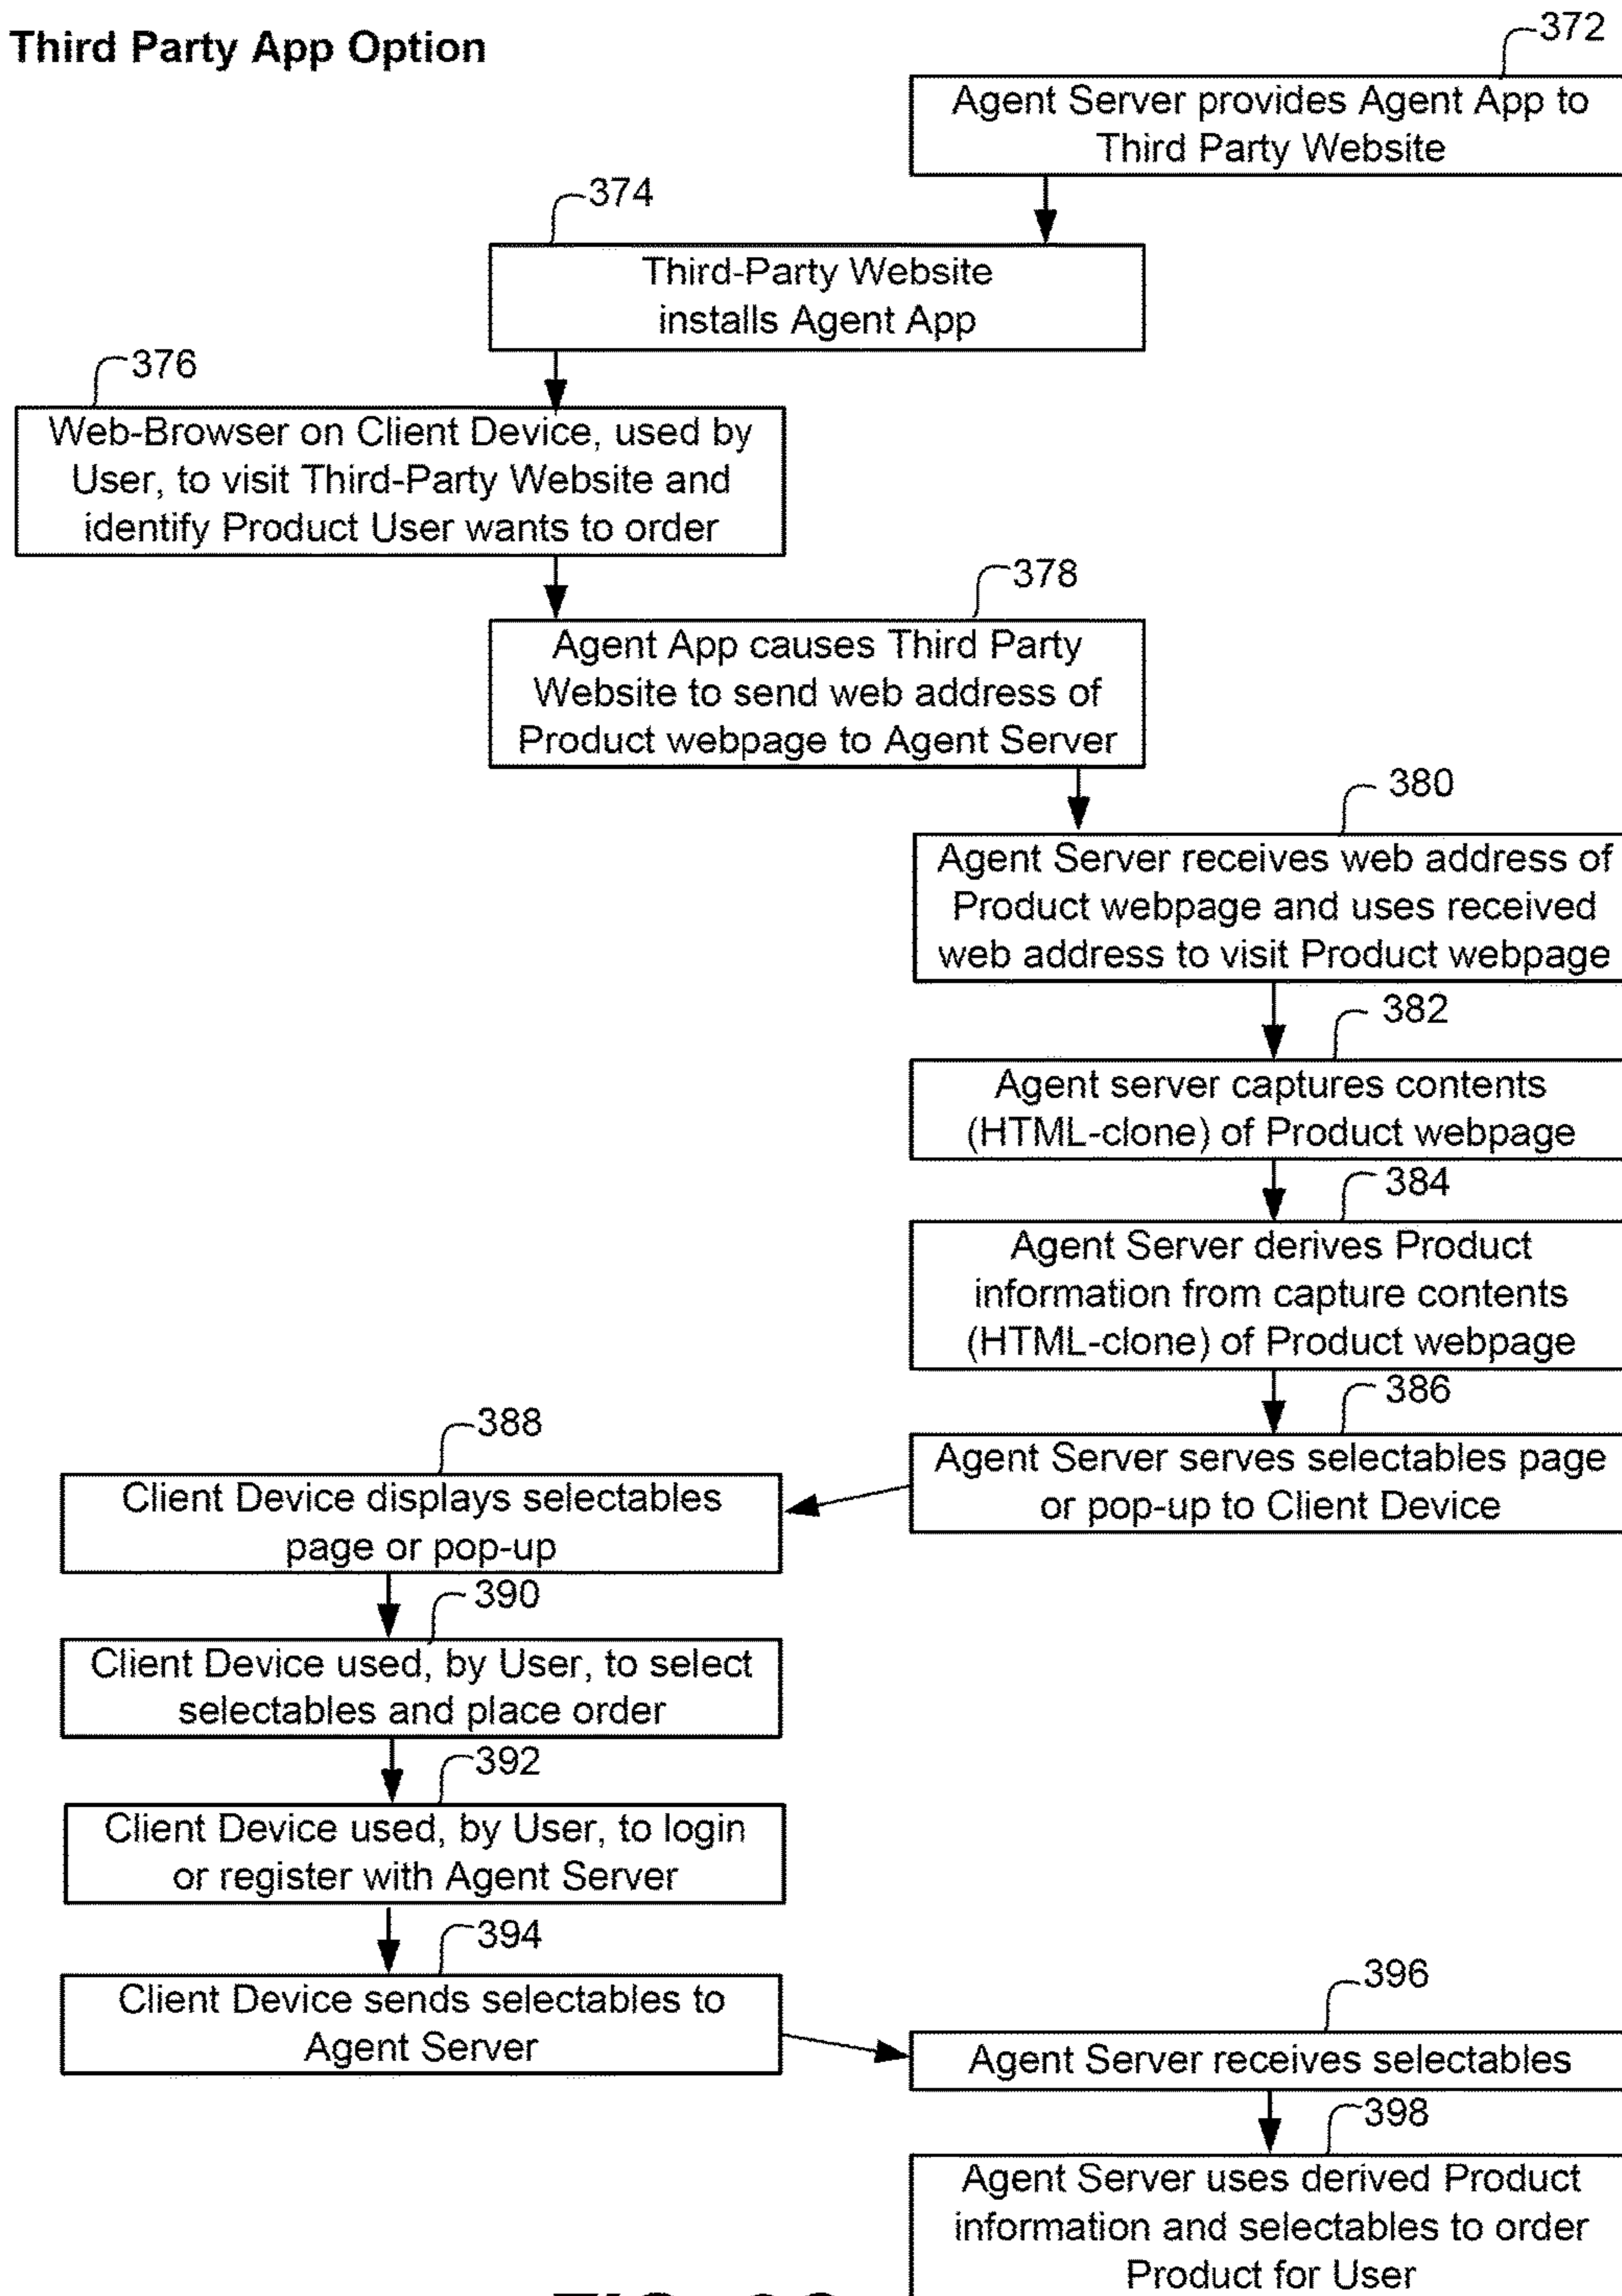 Third Party App Option
372
Agent Server provides Agent App to
Third Party Website
374
Third-Party Website
installs Agent App
376
Web-Browser on Client Device, used by
User, to visit Third-Party Website and
identify Product User wants to order
378
Agent App causes Third Party
Website to send web address of
Product webpage to Agent Server
380
Agent Server receives web address of
Product webpage and uses received
web address to visit Product webpage
382
Agent server captures contents
(HTML-clone) of Product webpage
384
Agent Server derives Product
information from capture contents
(HTML-clone) of Product webpage
386
Agent Server serves selectables page
or pop-up to Client Device
388
Client Device displays selectables
page or pop-up
390
Client Device used, by User, to select
selectables and place order
392
Client Device used, by User, to login
or register with Agent Server
394
Client Device sends selectables to
Agent Server
396
Agent Server receives selectables
398
Agent Server uses derived Product
information and selectables to order
Product for User